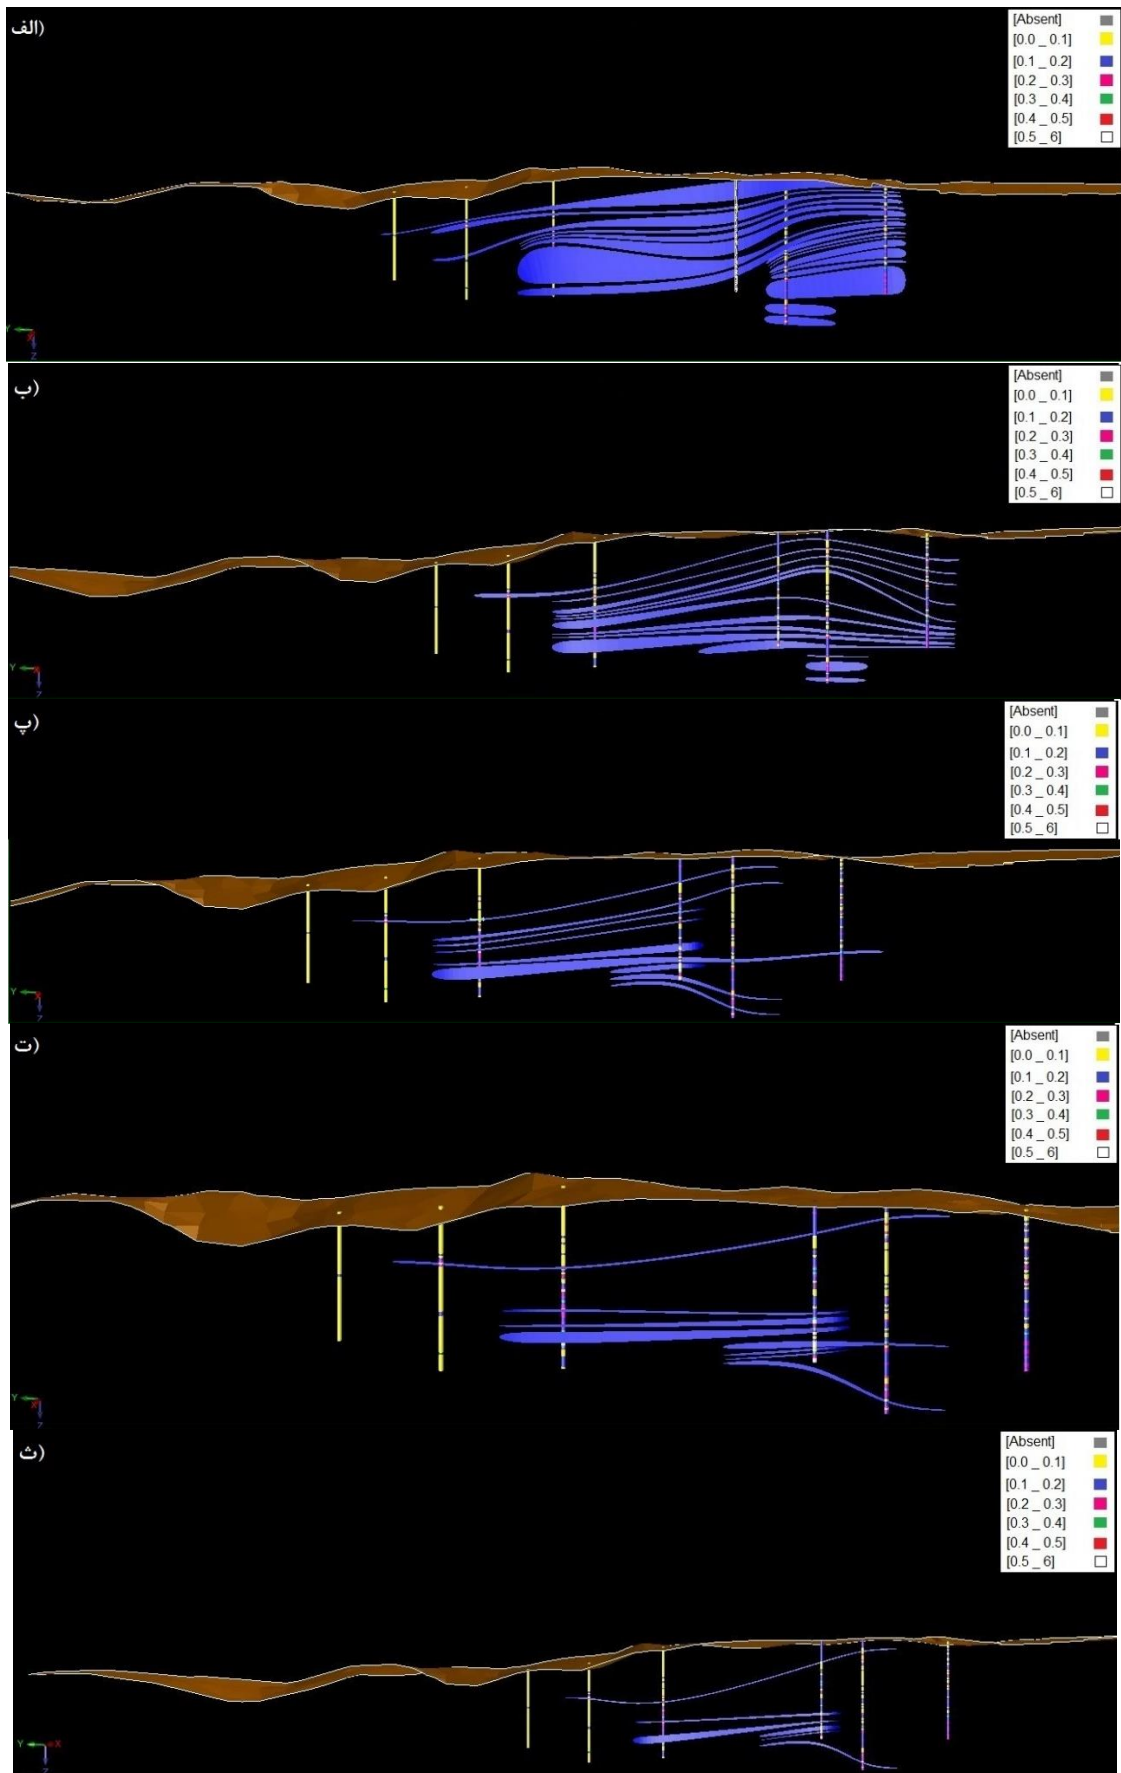 الف)
[Absent]
[0.0 _ 0.1]
[0.1 _ 0.2]
[0.2 _ 0.3]
[0.3 _ 0.4]
[0.4 _ 0.5]
[0.5 _ 6]
Y
X
Z
ب)
[Absent]
[0.0 _ 0.1]
[0.1 _ 0.2]
[0.2 _ 0.3]
[0.3 _ 0.4]
[0.4 _ 0.5]
[0.5 _ 6]
Y
X
Z
پ)
[Absent]
[0.0 _ 0.1]
[0.1 _ 0.2]
[0.2 _ 0.3]
[0.3 _ 0.4]
[0.4 _ 0.5]
[0.5 _ 6]
Y
X
Z
ت)
[Absent]
[0.0 _ 0.1]
[0.1 _ 0.2]
[0.2 _ 0.3]
[0.3 _ 0.4]
[0.4 _ 0.5]
[0.5 _ 6]
Y
X
Z
ث)
[Absent]
[0.0 _ 0.1]
[0.1 _ 0.2]
[0.2 _ 0.3]
[0.3 _ 0.4]
[0.4 _ 0.5]
[0.5 _ 6]
Y
X
Z